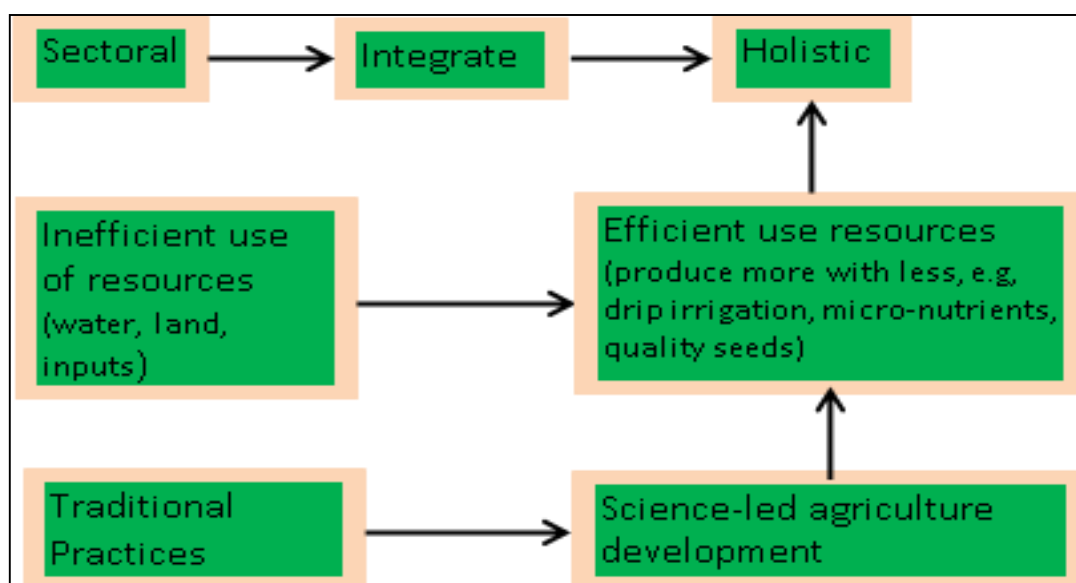 Sectoral
Integrate
Holistic
Inefficient use
of resources
(water, land,
inputs)
Efficient use resources
(produce more with less, e.g,
drip irrigation, micro-nutrients,
quality seeds)
Traditional
Practices
Science-led agriculture
development